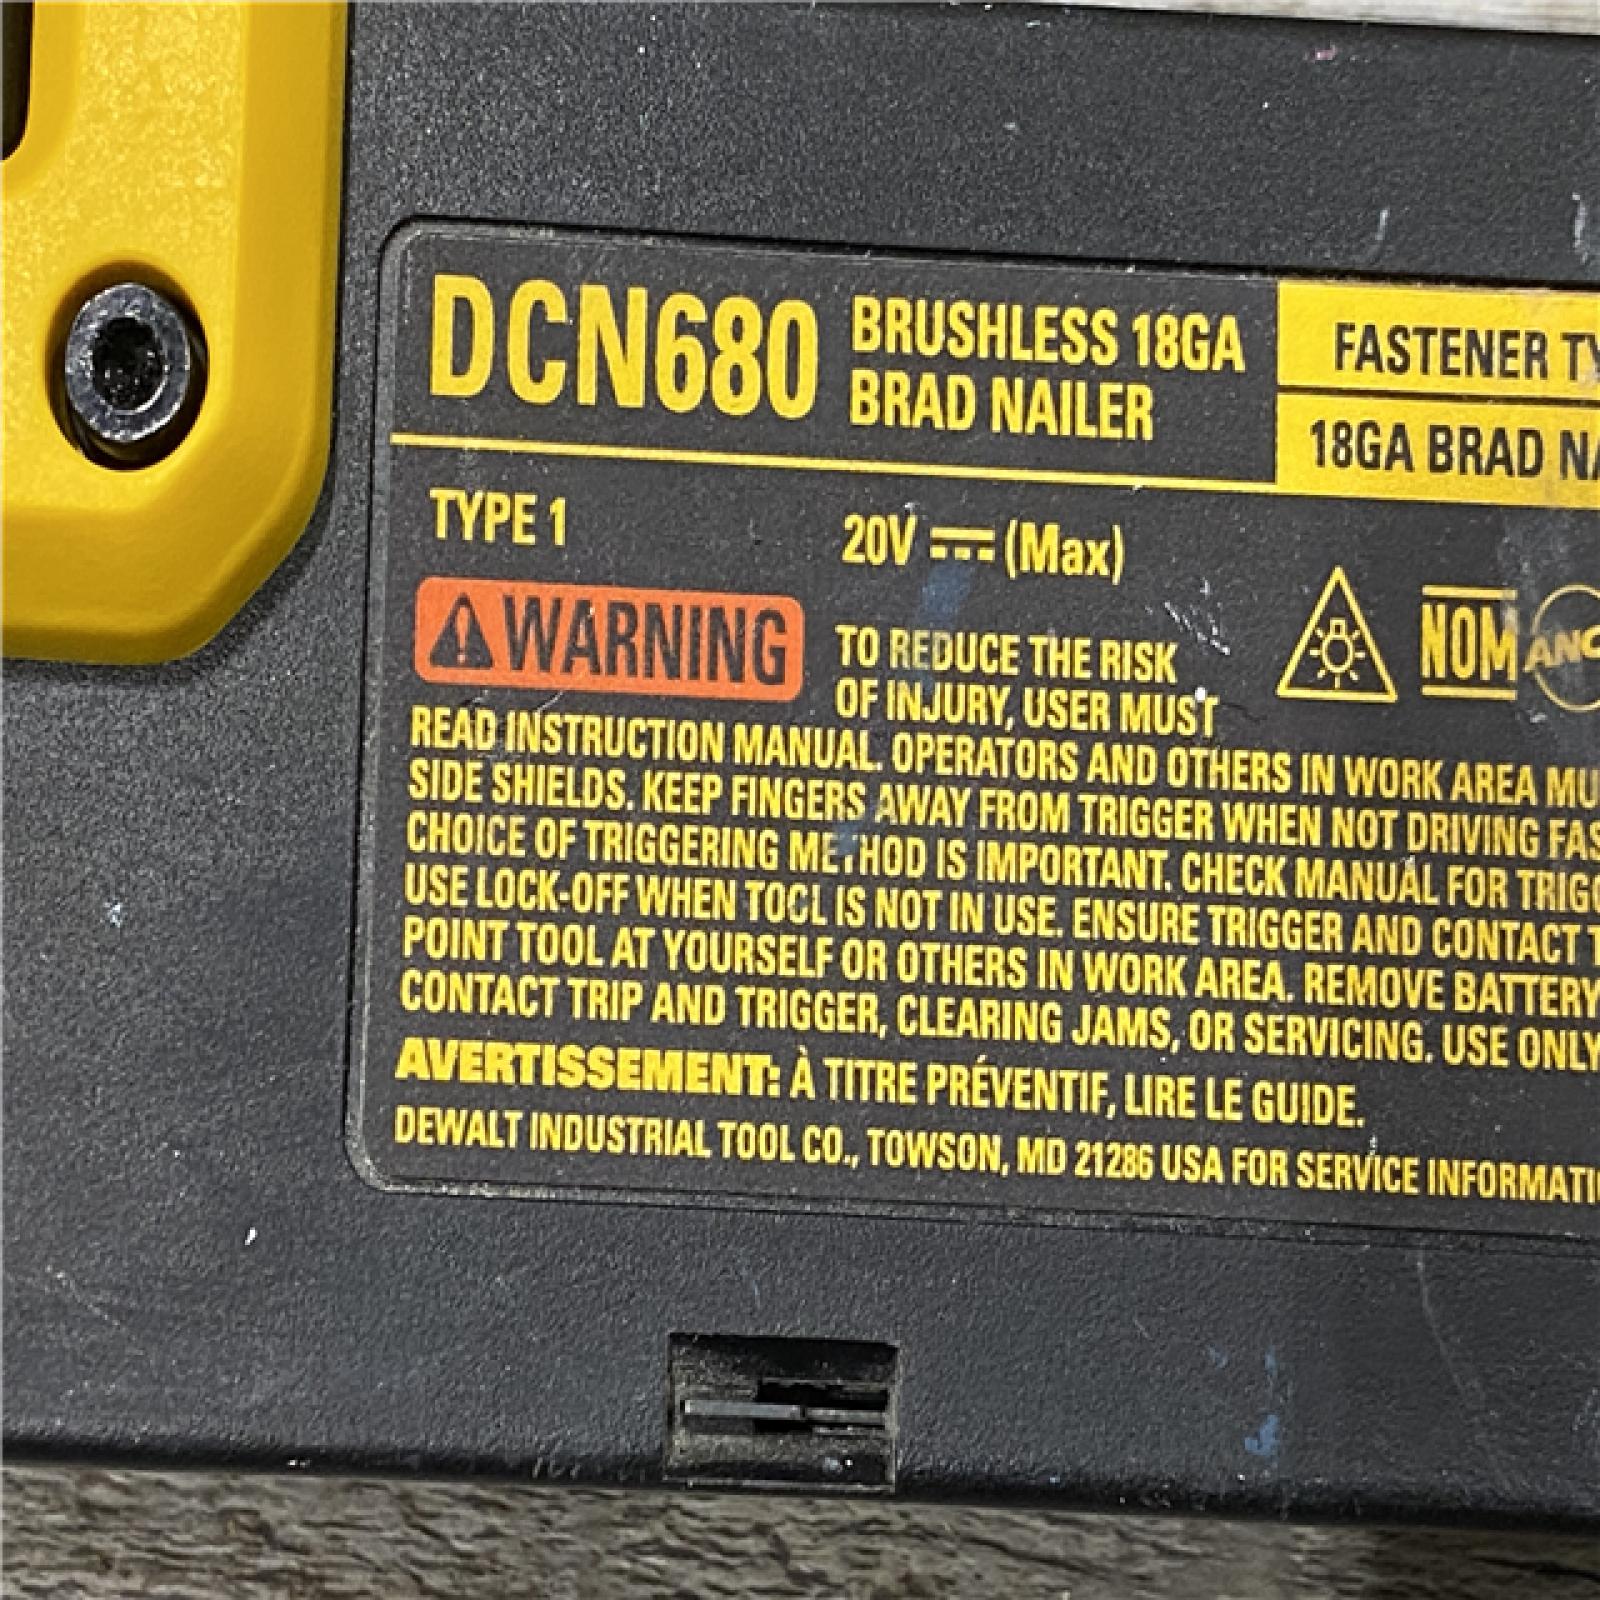 DCN680 BRUSHLESS 18GA
BRAD NAILER
FASTENER
18GA BRAD
TYPE 1
20V (Max)
WARNING
TO REDUCE THE RISK
OF INJURY, USER MUST
NOM
ANC
READ INSTRUCTION MANUAL. OPERATORS AND OTHERS IN WORK AREA
SIDE SHIELDS. KEEP FINGERS AWAY FROM TRIGGER WHEN NOT DRIVING
CHOICE OF TRIGGERING METHOD IS IMPORTANT. CHECK MANUAL FOR
USE LOCK-OFF WHEN TOOL IS NOT IN USE. ENSURE TRIGGER AND CONTACT
POINT TOOL AT YOURSELF OR OTHERS IN WORK AREA. REMOVE BATTERY
CONTACT TRIP AND TRIGGER, CLEARING JAMS, OR SERVICING. USE ONLY
AVERTISSEMENT: À TITRE PRÉVENTIF, LIRE LE GUIDE.
DEWALT INDUSTRIAL TOOL CO., TOWSON, MD 21286 USA FOR SERVICE